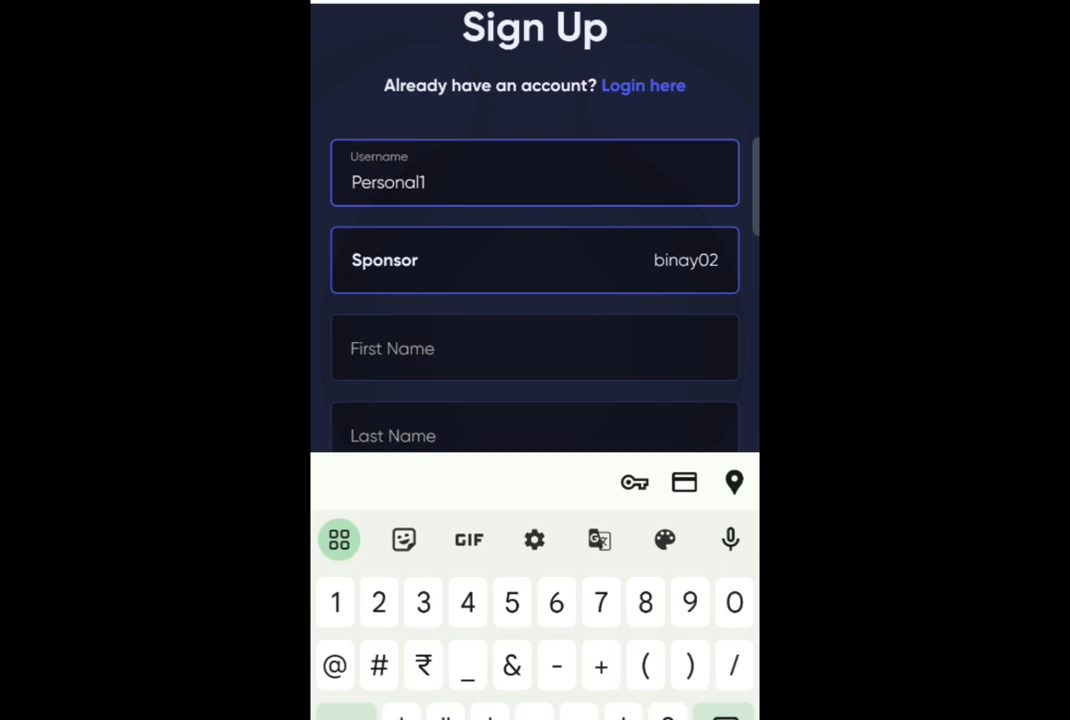 Sign Up
Already have an account? Login here
Username
Personal1
Sponsor binay02
First Name
Last Name
GIF
1 2 3 4 5 6 7 8 9 0
@ # ₹ _ & - + ( ) /